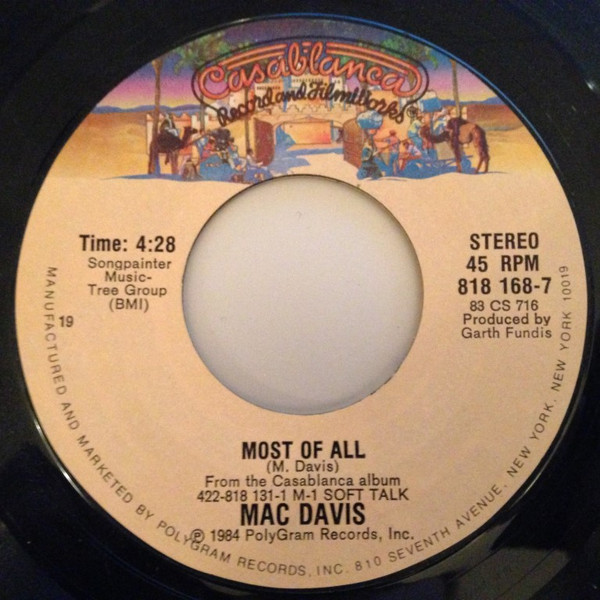 Casablanca
Record and FilmWorks
®
Time: 4:28
Songpainter
Music-
Tree Group
(BMI)
19
STEREO
45 RPM
818 168-7
83 CS 716
Produced by
Garth Fundis
MOST OF ALL
(M. Davis)
From the Casablanca album
422-818 131-1 M-1 SOFT TALK
MAC DAVIS
℗ 1984 PolyGram Records, Inc.
MANUFACTURED AND MARKETED BY POLYGRAM RECORDS, INC. 810 SEVENTH AVENUE, NEW YORK, NEW YORK 10019